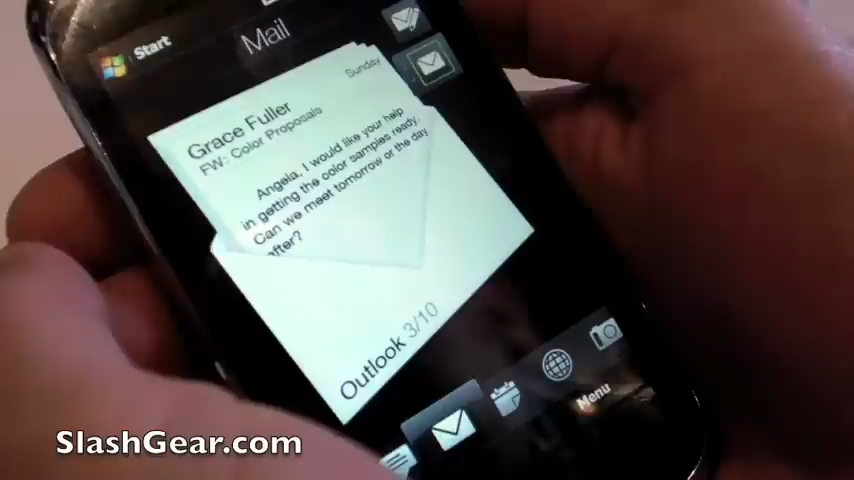 Start
Mail
Sunday
Grace Fuller
FW: Color Proposals
Angela, I would like your help
in getting the color samples ready.
Can we meet tomorrow or the day
after?
Outlook 3/10
Menu
SlashGear.com